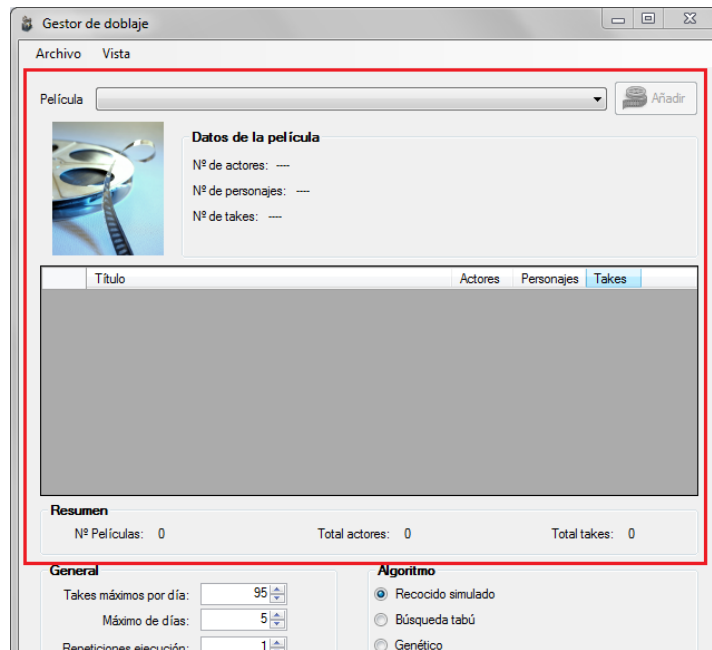 Gestor de doblaje
Archivo Vista
Película
Añadir
Datos de la película
Nº de actores: ----
Nº de personajes: ----
Nº de takes: ----
Título Actores Personajes Takes
Resumen
Nº Películas: 0 Total actores: 0 Total takes: 0
General
Takes máximos por día: 95
Máximo de días: 5
Repeticiones ejecución: 1
Algoritmo
Recocido simulado
Búsqueda tabú
Genético